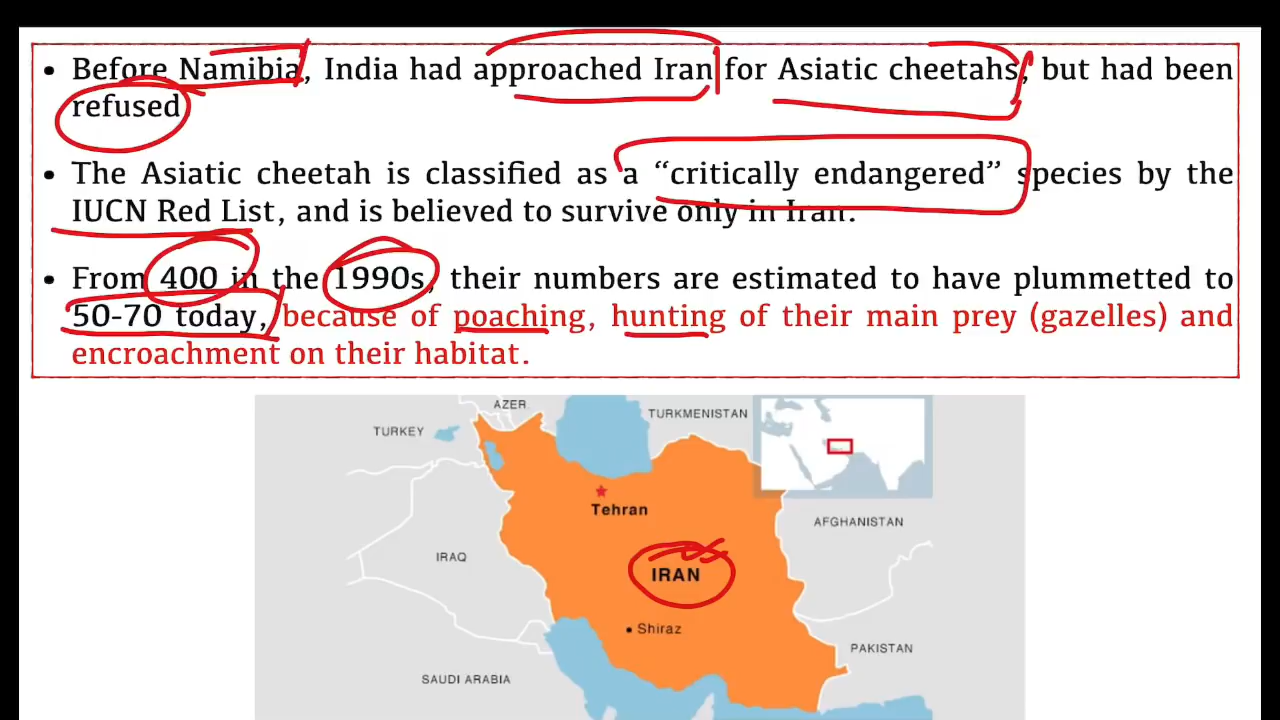 • Before Namibia, India had approached Iran for Asiatic cheetahs, but had been
refused
• The Asiatic cheetah is classified as a “critically endangered” species by the
IUCN Red List, and is believed to survive only in Iran.
• From 400 in the 1990s, their numbers are estimated to have plummetted to
50-70 today, because of poaching, hunting of their main prey (gazelles) and
encroachment on their habitat.
AZER.
TURKEY
TURKMENISTAN
Tehran
AFGHANISTAN
IRAQ
IRAN
Shiraz
PAKISTAN
SAUDI ARABIA